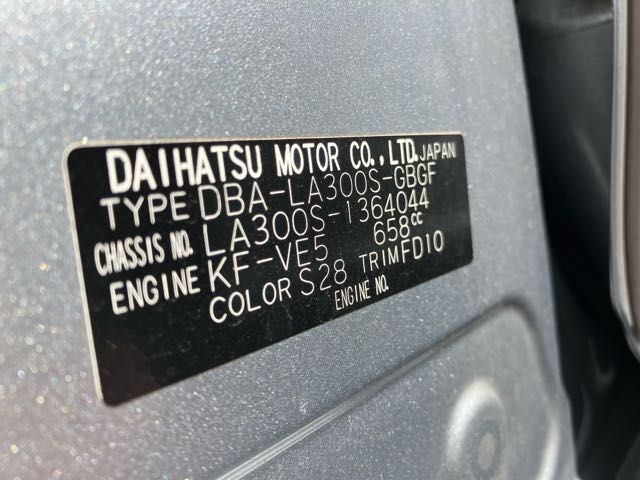 DAIHATSU MOTOR CO., LTD. JAPAN
TYPE DBA-LA300S-GBGF
CHASSIS NO. LA300S-1364044
ENGINE KF-VE5 658cc
COLOR S28 TRIM FD10
ENGINE NO.